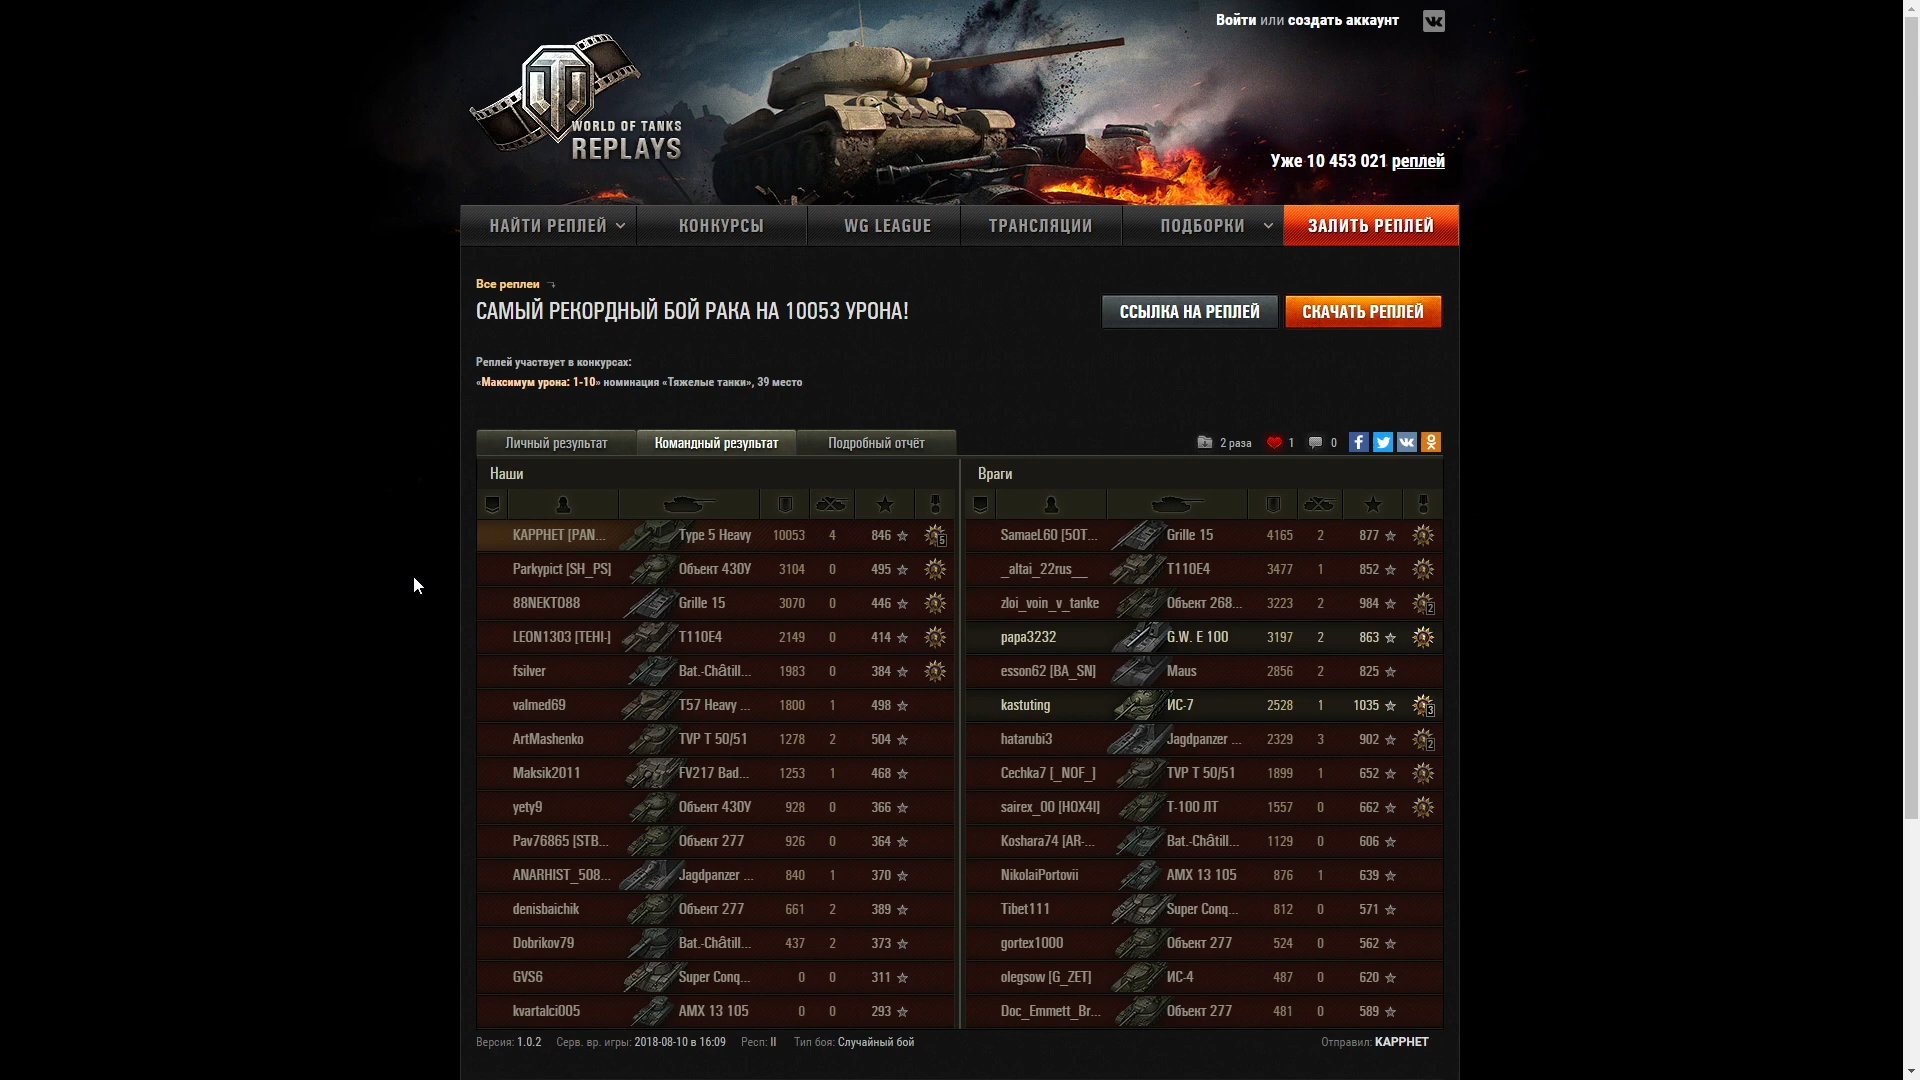 Войти или создать аккаунт
WORLD OF TANKS
REPLAYS
Уже 10 453 021 реплей
НАЙТИ РЕПЛЕЙ КОНКУРСЫ WG LEAGUE ТРАНСЛЯЦИИ ПОДБОРКИ ЗАЛИТЬ РЕПЛЕЙ
Все реплеи
САМЫЙ РЕКОРДНЫЙ БОЙ РАКА НА 10053 УРОНА!
ССЫЛКА НА РЕПЛЕЙ СКАЧАТЬ РЕПЛЕЙ
Реплей участвует в конкурсах:
«Максимум урона: 1-10» номинация «Тяжелые танки», 39 место
Личный результат Командный результат Подробный отчёт 2 раза 1 0
Наши
KAPPHET [PAN... Type 5 Heavy 10053 4 846 5
Parkypict [SH_PS] Объект 430У 3104 0 495
88NEKTO88 Grille 15 3070 0 446
LEON1303 [TEHI-] T110E4 2149 0 414
fsilver Bat.-Châtill... 1983 0 384
valmed69 T57 Heavy ... 1800 1 498
ArtMashenko TVP T 50/51 1278 2 504
Maksik2011 FV217 Bad... 1253 1 468
yety9 Объект 430У 928 0 366
Pav76865 [STB... Объект 277 926 0 364
ANARHIST_508... Jagdpanzer ... 840 1 370
denisbaichik Объект 277 661 2 389
Dobrikov79 Bat.-Châtill... 437 2 373
GVS6 Super Conq... 0 0 311
kvartalci005 AMX 13 105 0 0 293
Враги
SamaeL60 [5OT... Grille 15 4165 2 877
_altai_22rus__ T110E4 3477 1 852
zloi_voin_v_tanke Объект 268... 3223 2 984 2
papa3232 G.W. E 100 3197 2 863
esson62 [BA_SN] Maus 2856 2 825
kastuting ИС-7 2528 1 1035 3
hatarubi3 Jagdpanzer ... 2329 3 902 2
Cechka7 [_NOF_] TVP T 50/51 1899 1 652
sairex_00 [HOX4I] Т-100 ЛТ 1557 0 662
Koshara74 [AR-... Bat.-Châtill... 1129 0 606
NikolaiPortovii AMX 13 105 876 1 639
Tibet111 Super Conq... 812 0 571
gortex1000 Объект 277 524 0 562
olegsow [G_ZET] ИС-4 487 0 620
Doc_Emmett_Br... Объект 277 481 0 589
Версия: 1.0.2 Серв. вр. игры: 2018-08-10 в 16:09 Респ: II Тип боя: Случайный бой Отправил: KAPPHET